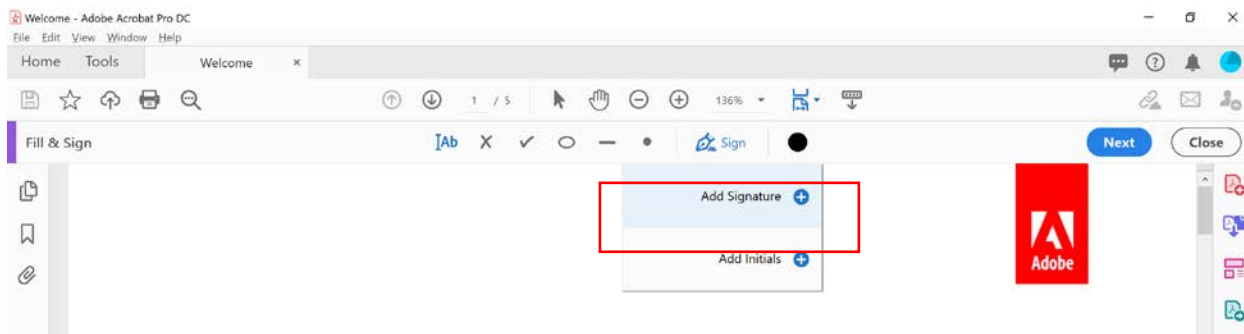 Welcome - Adobe Acrobat Pro DC
File Edit View Window Help
Home Tools Welcome ×
1 / 5 136%
Fill & Sign Ab Sign Next Close
Add Signature
Add Initials
Adobe